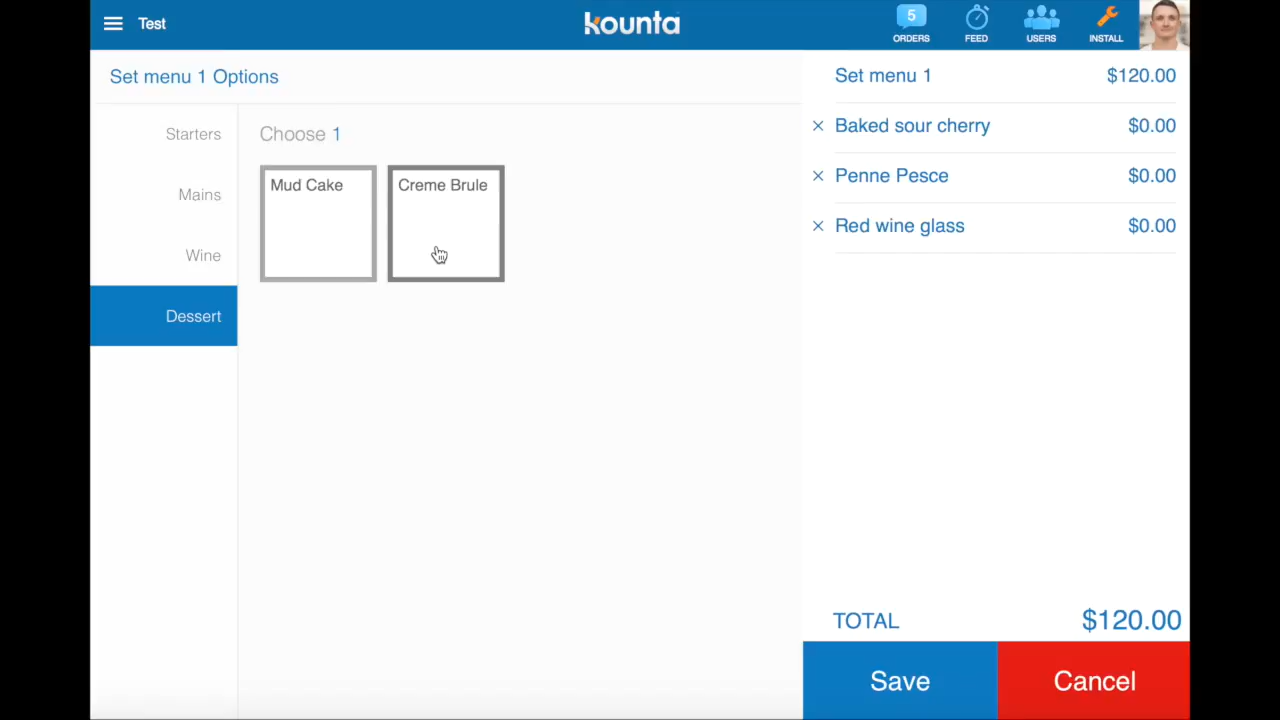 Test
kounta
5
ORDERS
FEED
USERS
INSTALL
Set menu 1 Options
Starters
Mains
Wine
Dessert
Choose 1
Mud Cake
Creme Brule
Set menu 1 $120.00
× Baked sour cherry $0.00
× Penne Pesce $0.00
× Red wine glass $0.00
TOTAL $120.00
Save
Cancel